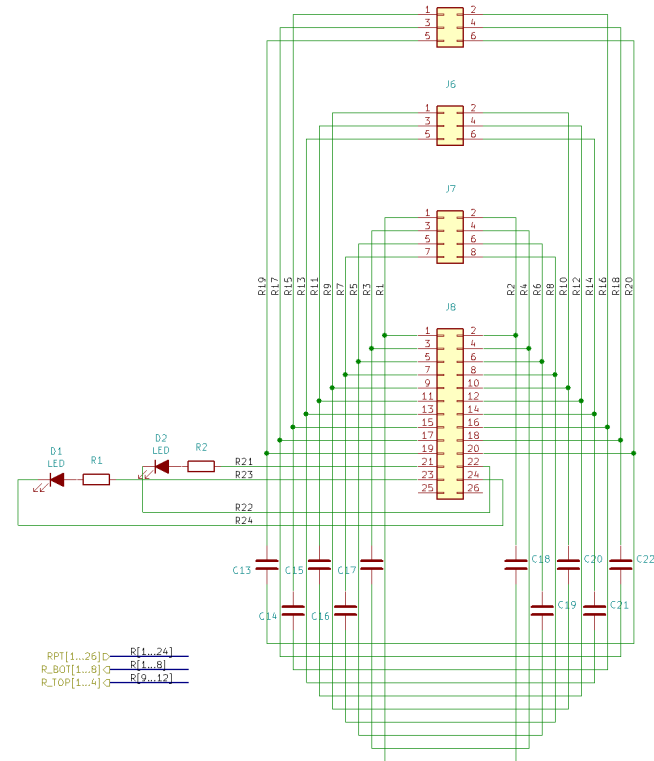 1 2
3 4
5 6
J6
1 2
3 4
5 6
J7
1 2
3 4
5 6
7 8
R19 R17 R15 R13 R11 R9 R7 R5 R3 R1 R2 R4 R6 R8 R10 R12 R14 R16 R18 R20
J8
1 2
3 4
5 6
7 8
9 10
11 12
13 14
15 16
17 18
19 20
21 22
23 24
25 26
D1
LED
R1
D2
LED
R2
R21
R23
R22
R24
C13 C15 C17 C18 C20 C22
C14 C16 C19 C21
RPT[1...26] R[1...24]
R_BOT[1...8] R[1...8]
R_TOP[1...4] R[9...12]